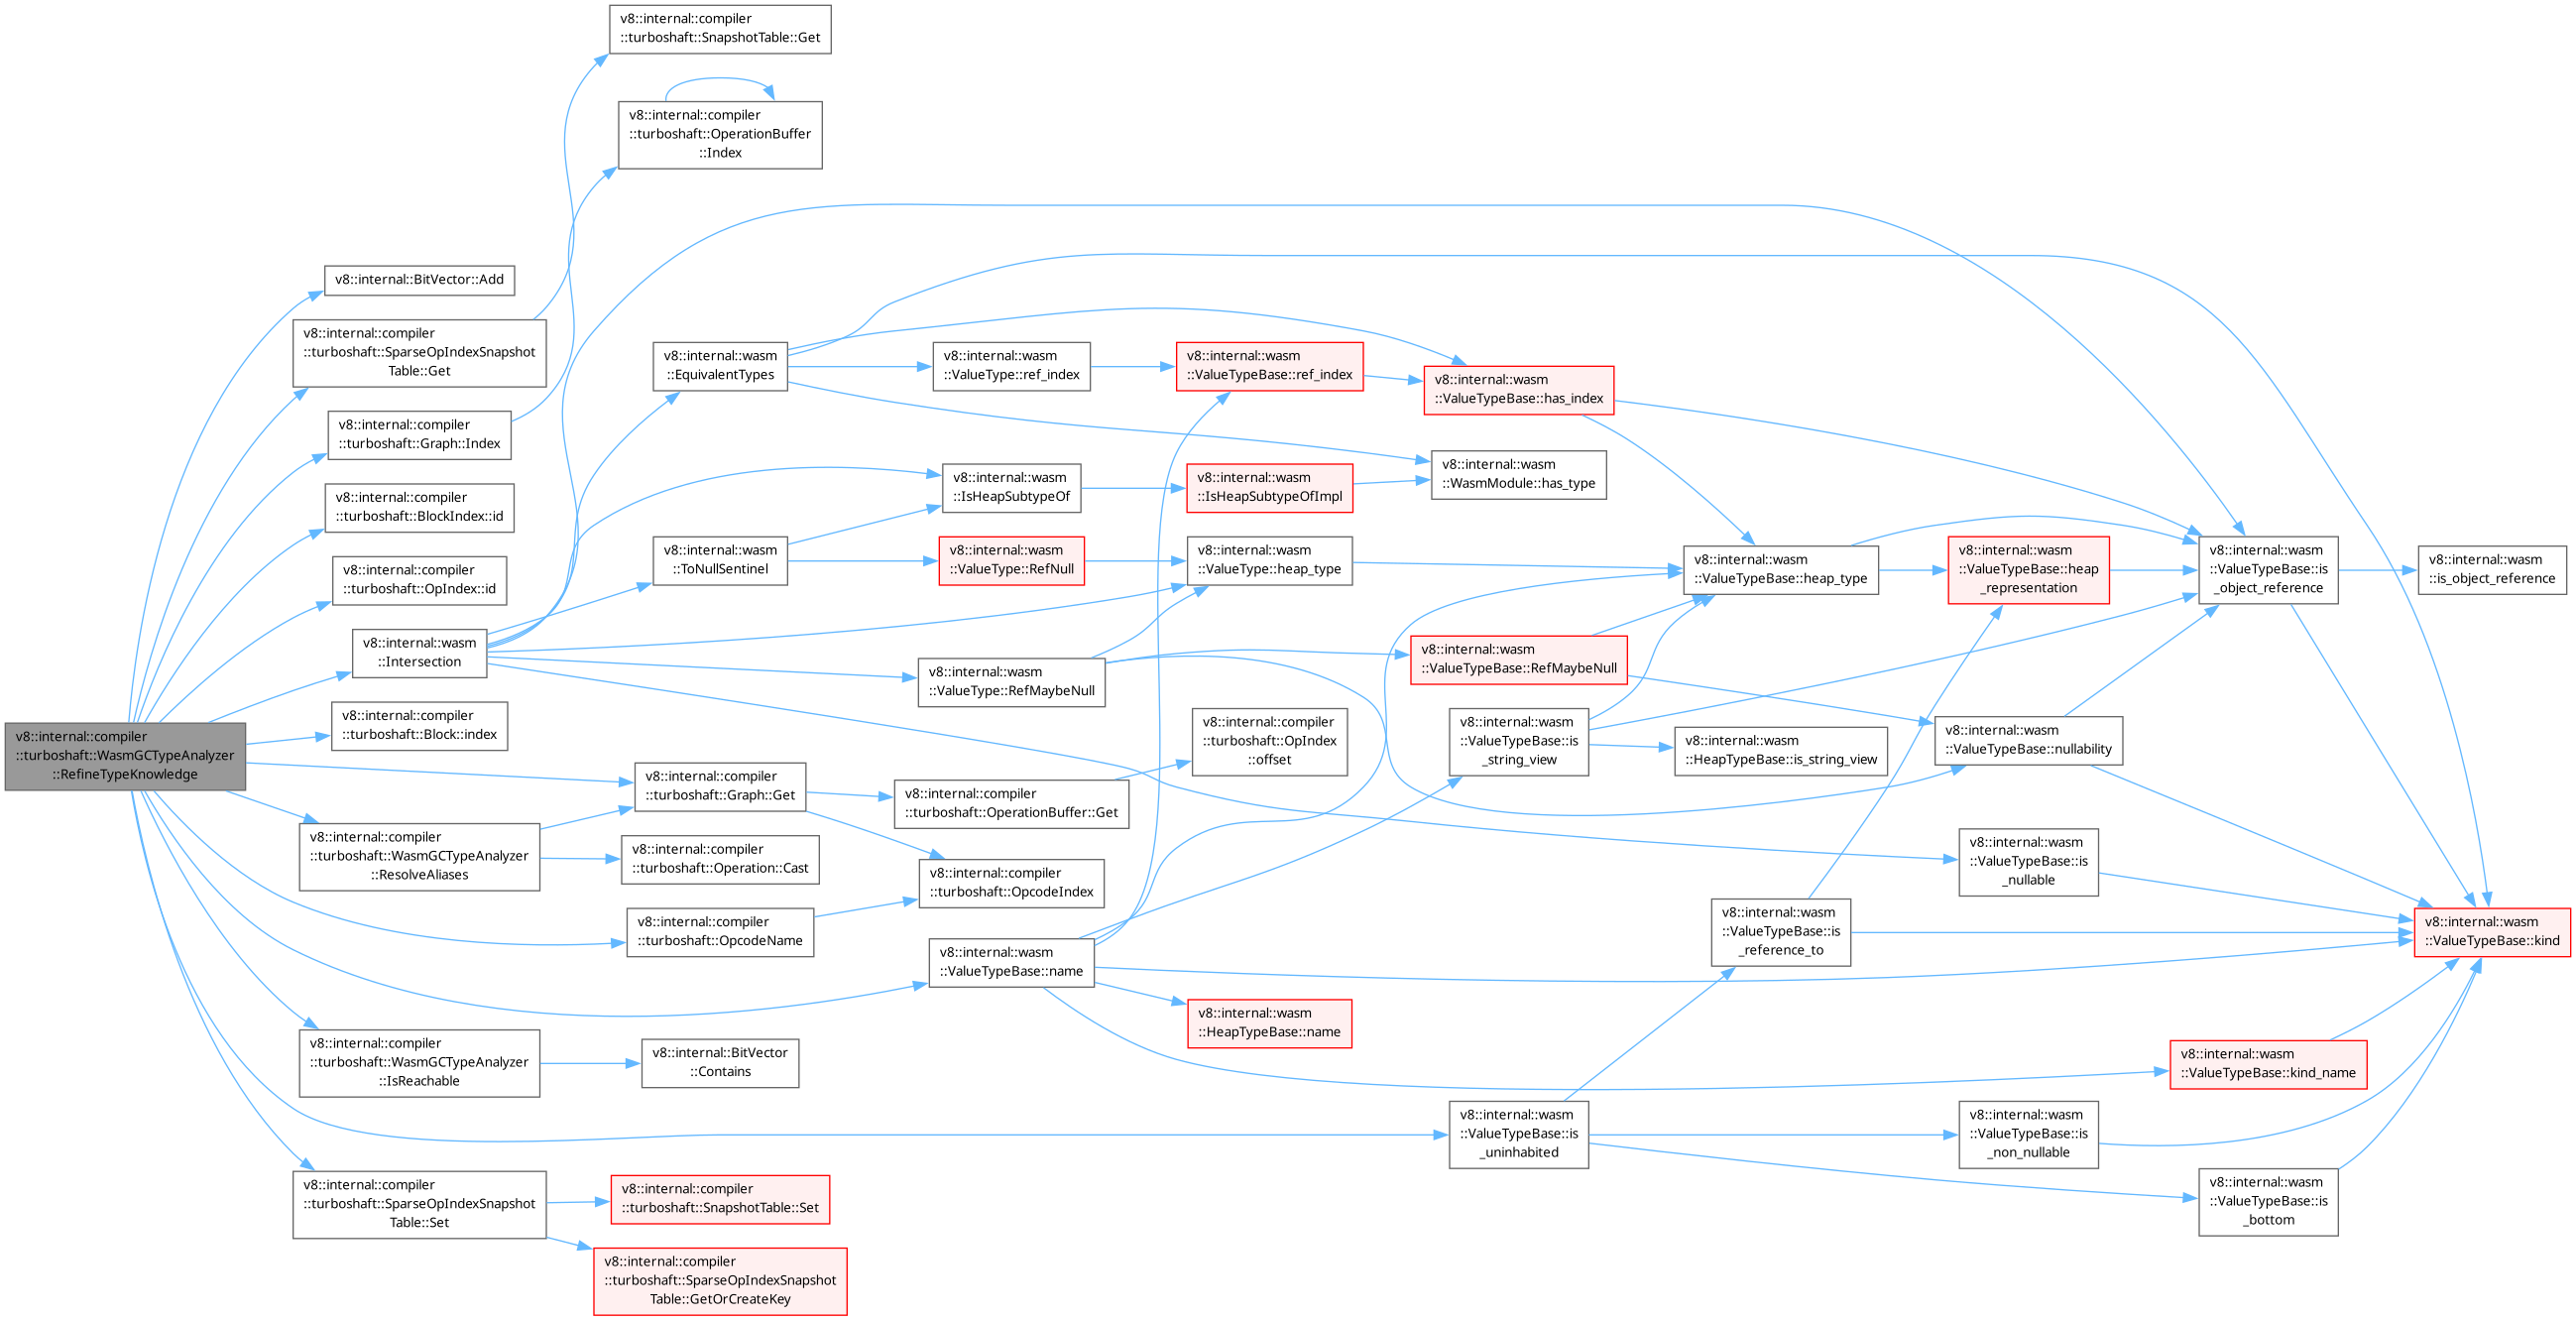 v8::internal::compiler
::turboshaft::SnapshotTable::Get
v8::internal::compiler
::turboshaft::OperationBuffer
::Index
v8::internal::BitVector::Add
v8::internal::compiler
::turboshaft::SparseOpIndexSnapshot
Table::Get
v8::internal::compiler
::turboshaft::Graph::Index
v8::internal::compiler
::turboshaft::BlockIndex::id
v8::internal::compiler
::turboshaft::OpIndex::id
v8::internal::wasm
::Intersection
v8::internal::compiler
::turboshaft::Block::index
v8::internal::compiler
::turboshaft::WasmGCTypeAnalyzer
::RefineTypeKnowledge
v8::internal::compiler
::turboshaft::WasmGCTypeAnalyzer
::ResolveAliases
v8::internal::compiler
::turboshaft::WasmGCTypeAnalyzer
::IsReachable
v8::internal::compiler
::turboshaft::SparseOpIndexSnapshot
Table::Set
v8::internal::wasm
::EquivalentTypes
v8::internal::wasm
::ToNullSentinel
v8::internal::compiler
::turboshaft::Graph::Get
v8::internal::compiler
::turboshaft::Operation::Cast
v8::internal::compiler
::turboshaft::OpcodeName
v8::internal::BitVector
::Contains
v8::internal::compiler
::turboshaft::SnapshotTable::Set
v8::internal::compiler
::turboshaft::SparseOpIndexSnapshot
Table::GetOrCreateKey
v8::internal::wasm
::ValueType::ref_index
v8::internal::wasm
::IsHeapSubtypeOf
v8::internal::wasm
::ValueType::RefNull
v8::internal::wasm
::ValueType::RefMaybeNull
v8::internal::compiler
::turboshaft::OperationBuffer::Get
v8::internal::compiler
::turboshaft::OpcodeIndex
v8::internal::wasm
::ValueTypeBase::name
v8::internal::wasm
::ValueTypeBase::ref_index
v8::internal::wasm
::IsHeapSubtypeOfImpl
v8::internal::wasm
::ValueType::heap_type
v8::internal::compiler
::turboshaft::OpIndex
::offset
v8::internal::wasm
::HeapTypeBase::name
v8::internal::wasm
::ValueTypeBase::has_index
v8::internal::wasm
::WasmModule::has_type
v8::internal::wasm
::ValueTypeBase::RefMaybeNull
v8::internal::wasm
::ValueTypeBase::is
_string_view
v8::internal::wasm
::ValueTypeBase::is
_uninhabited
v8::internal::wasm
::ValueTypeBase::heap_type
v8::internal::wasm
::HeapTypeBase::is_string_view
v8::internal::wasm
::ValueTypeBase::is
_reference_to
v8::internal::wasm
::ValueTypeBase::heap
_representation
v8::internal::wasm
::ValueTypeBase::nullability
v8::internal::wasm
::ValueTypeBase::is
_nullable
v8::internal::wasm
::ValueTypeBase::is
_non_nullable
v8::internal::wasm
::ValueTypeBase::is
_object_reference
v8::internal::wasm
::ValueTypeBase::kind_name
v8::internal::wasm
::ValueTypeBase::is
_bottom
v8::internal::wasm
::is_object_reference
v8::internal::wasm
::ValueTypeBase::kind